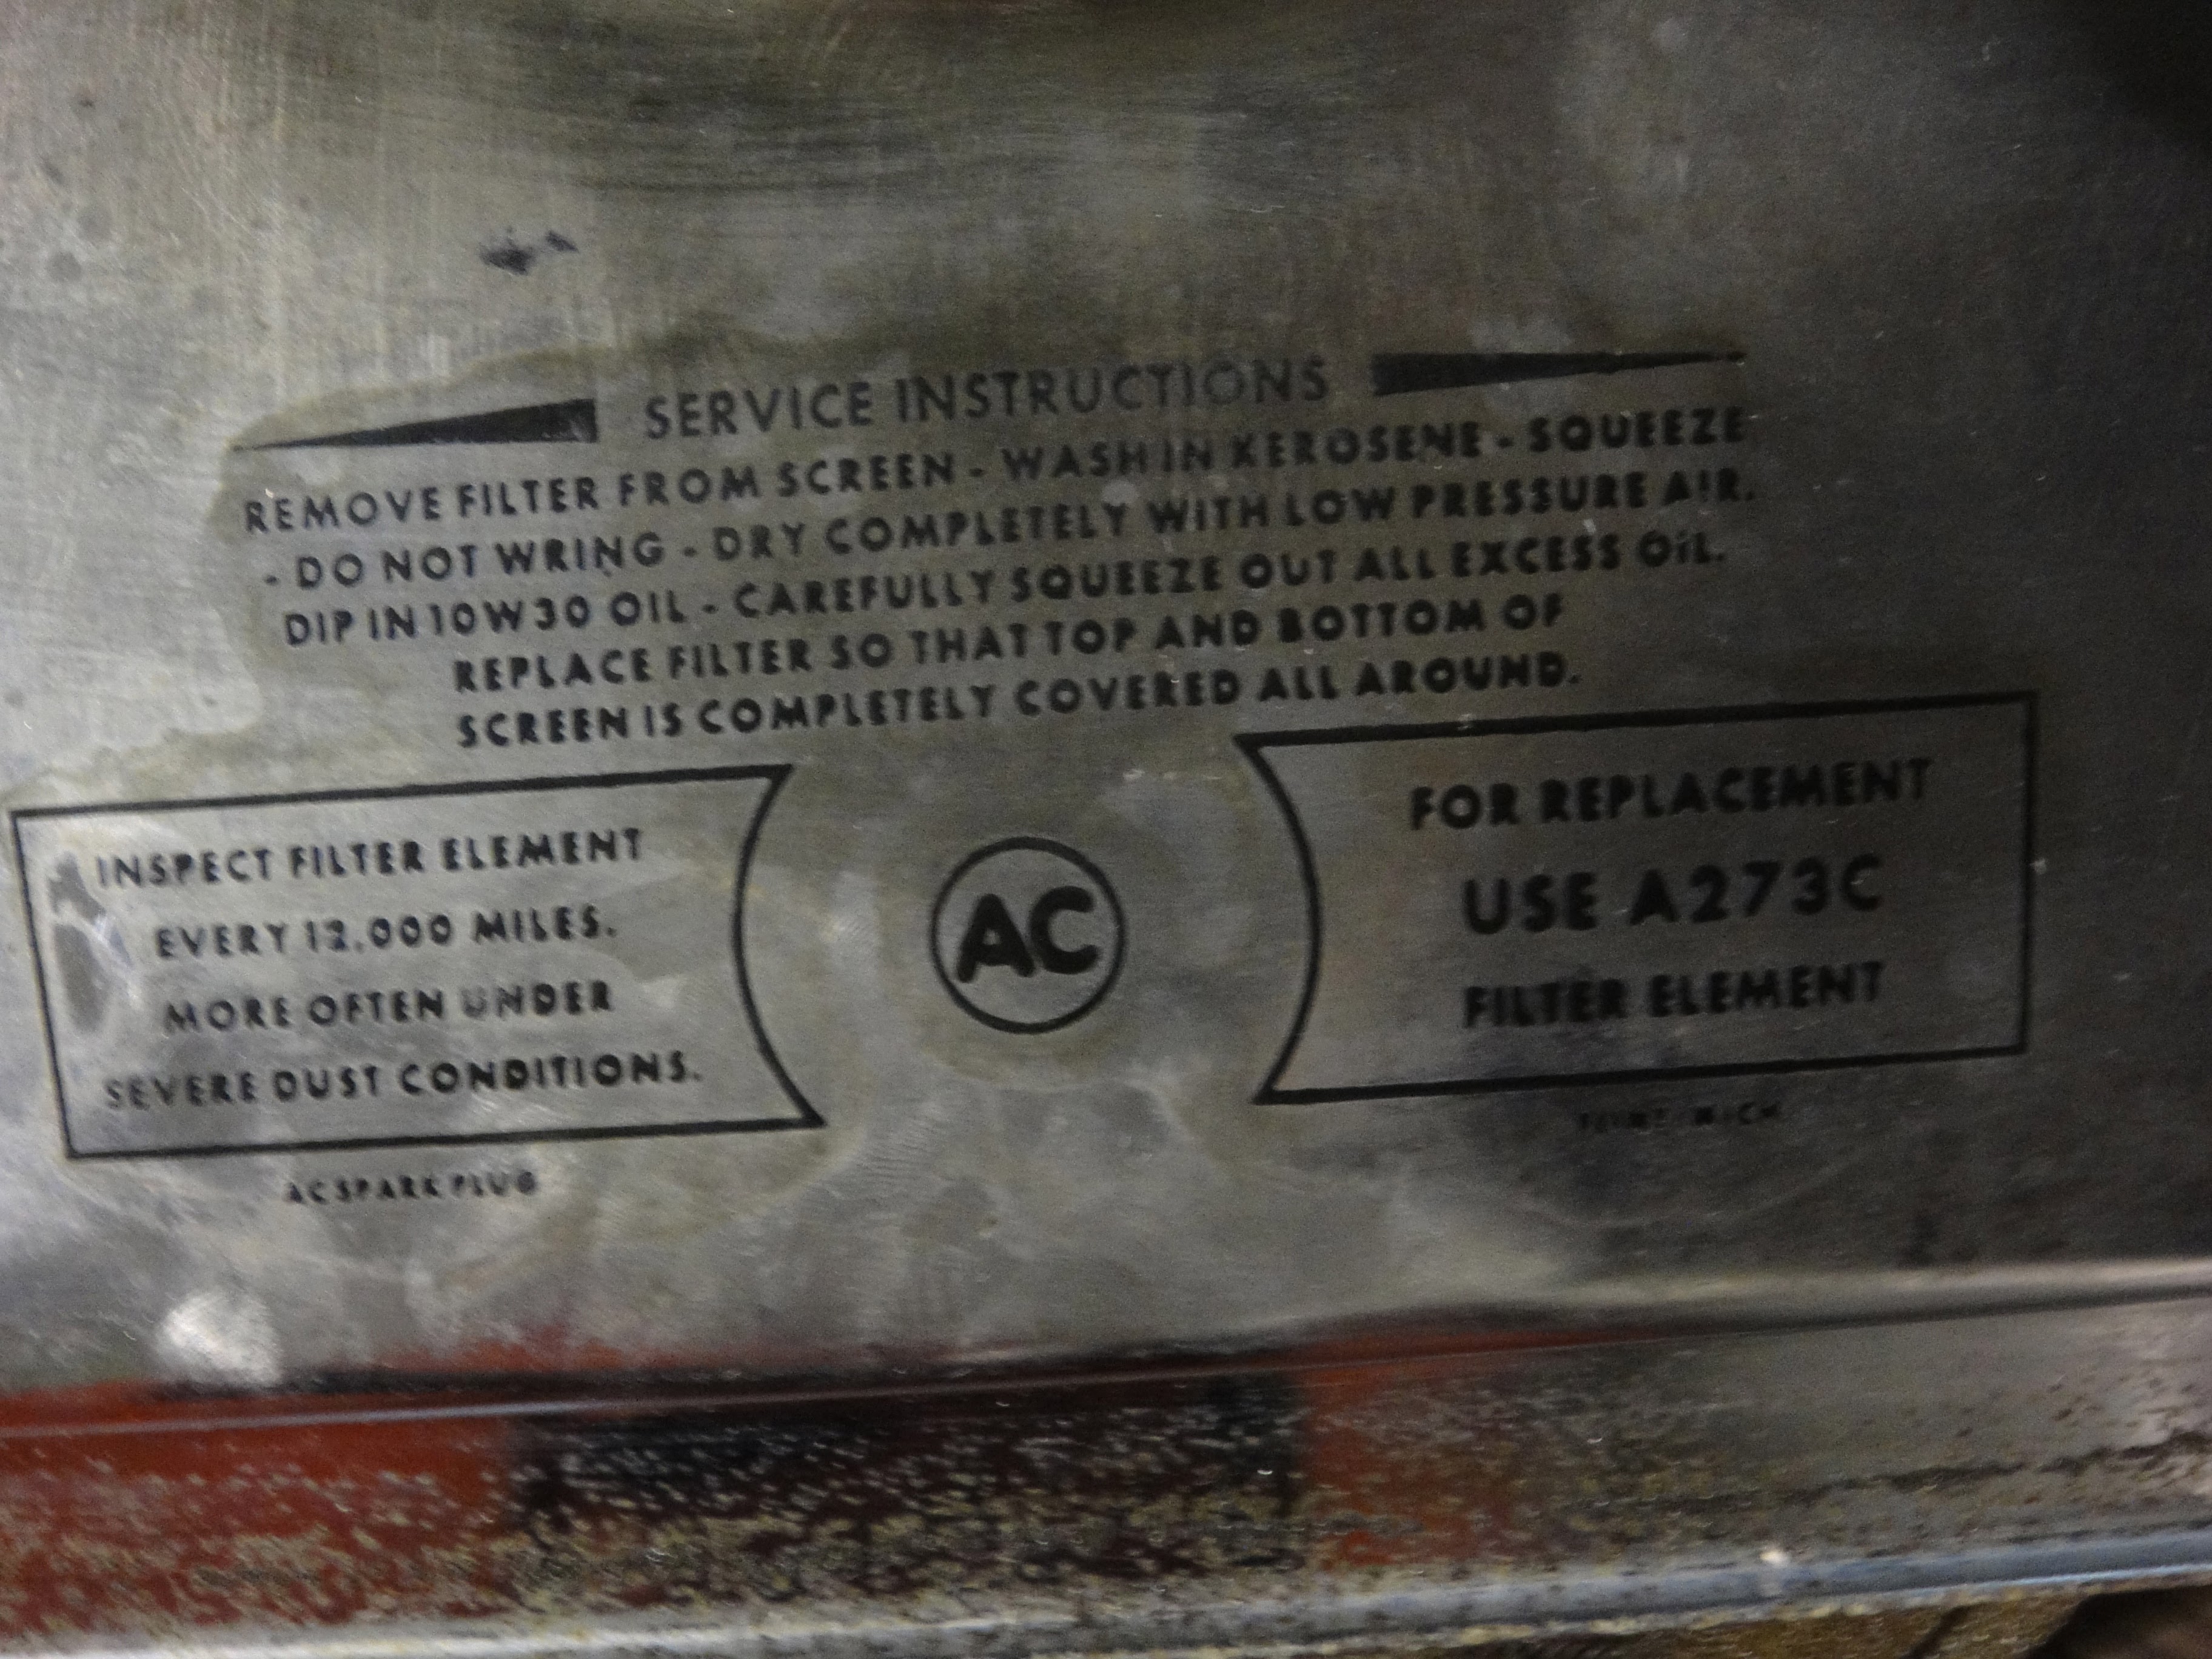 SERVICE INSTRUCTIONS
REMOVE FILTER FROM SCREEN - WASH IN KEROSENE - SQUEEZE
- DO NOT WRING - DRY COMPLETELY WITH LOW PRESSURE AIR.
DIP IN 10W30 OIL - CAREFULLY SQUEEZE OUT ALL EXCESS OIL.
REPLACE FILTER SO THAT TOP AND BOTTOM OF
SCREEN IS COMPLETELY COVERED ALL AROUND.
INSPECT FILTER ELEMENT
EVERY 12,000 MILES.
MORE OFTEN UNDER
SEVERE DUST CONDITIONS.
AC SPARK PLUG
AC
FOR REPLACEMENT
USE A273C
FILTER ELEMENT
FLINT, MICH.